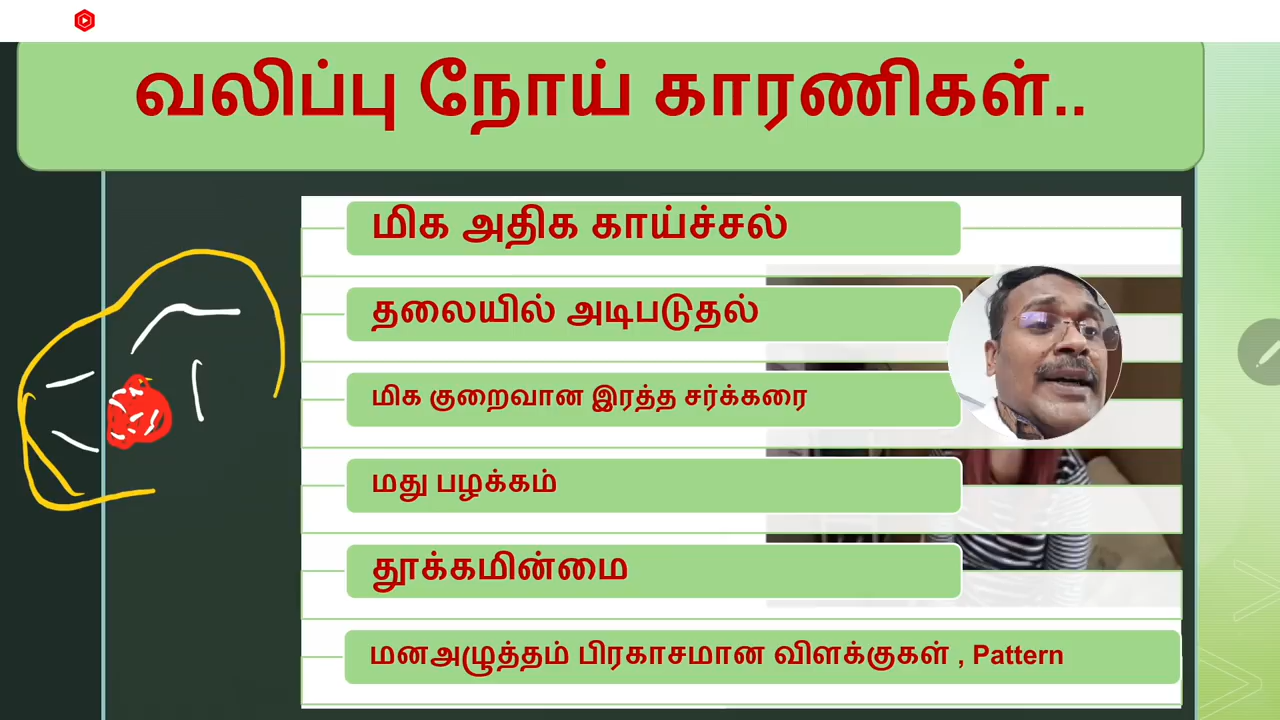 வலிப்பு நோய் காரணிகள்..
மிக அதிக காய்ச்சல்
தலையில் அடிபடுதல்
மிக குறைவான இரத்த சர்க்கரை
மது பழக்கம்
தூக்கமின்மை
மனஅழுத்தம் பிரகாசமான விளக்குகள் , Pattern